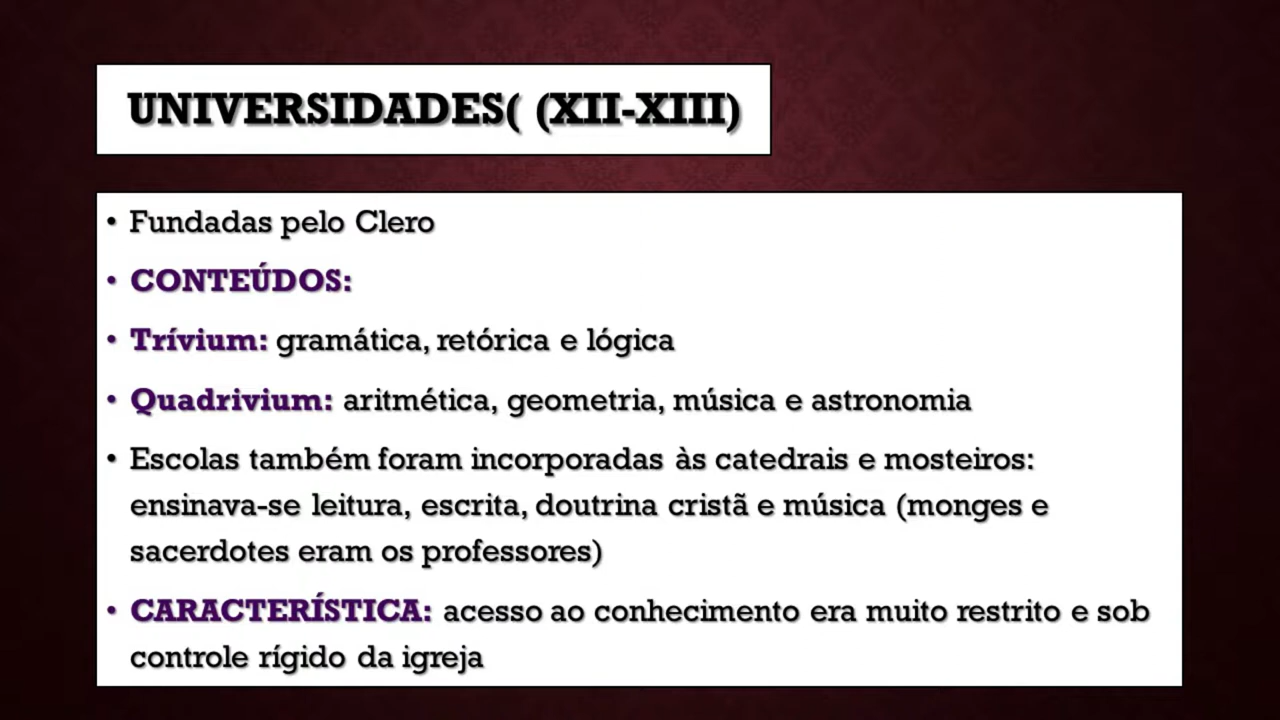 UNIVERSIDADES( (XII-XIII)
• Fundadas pelo Clero
• CONTEÚDOS:
• Trívium: gramática, retórica e lógica
• Quadrivium: aritmética, geometria, música e astronomia
• Escolas também foram incorporadas às catedrais e mosteiros:
ensinava-se leitura, escrita, doutrina cristã e música (monges e
sacerdotes eram os professores)
• CARACTERÍSTICA: acesso ao conhecimento era muito restrito e sob
controle rígido da igreja